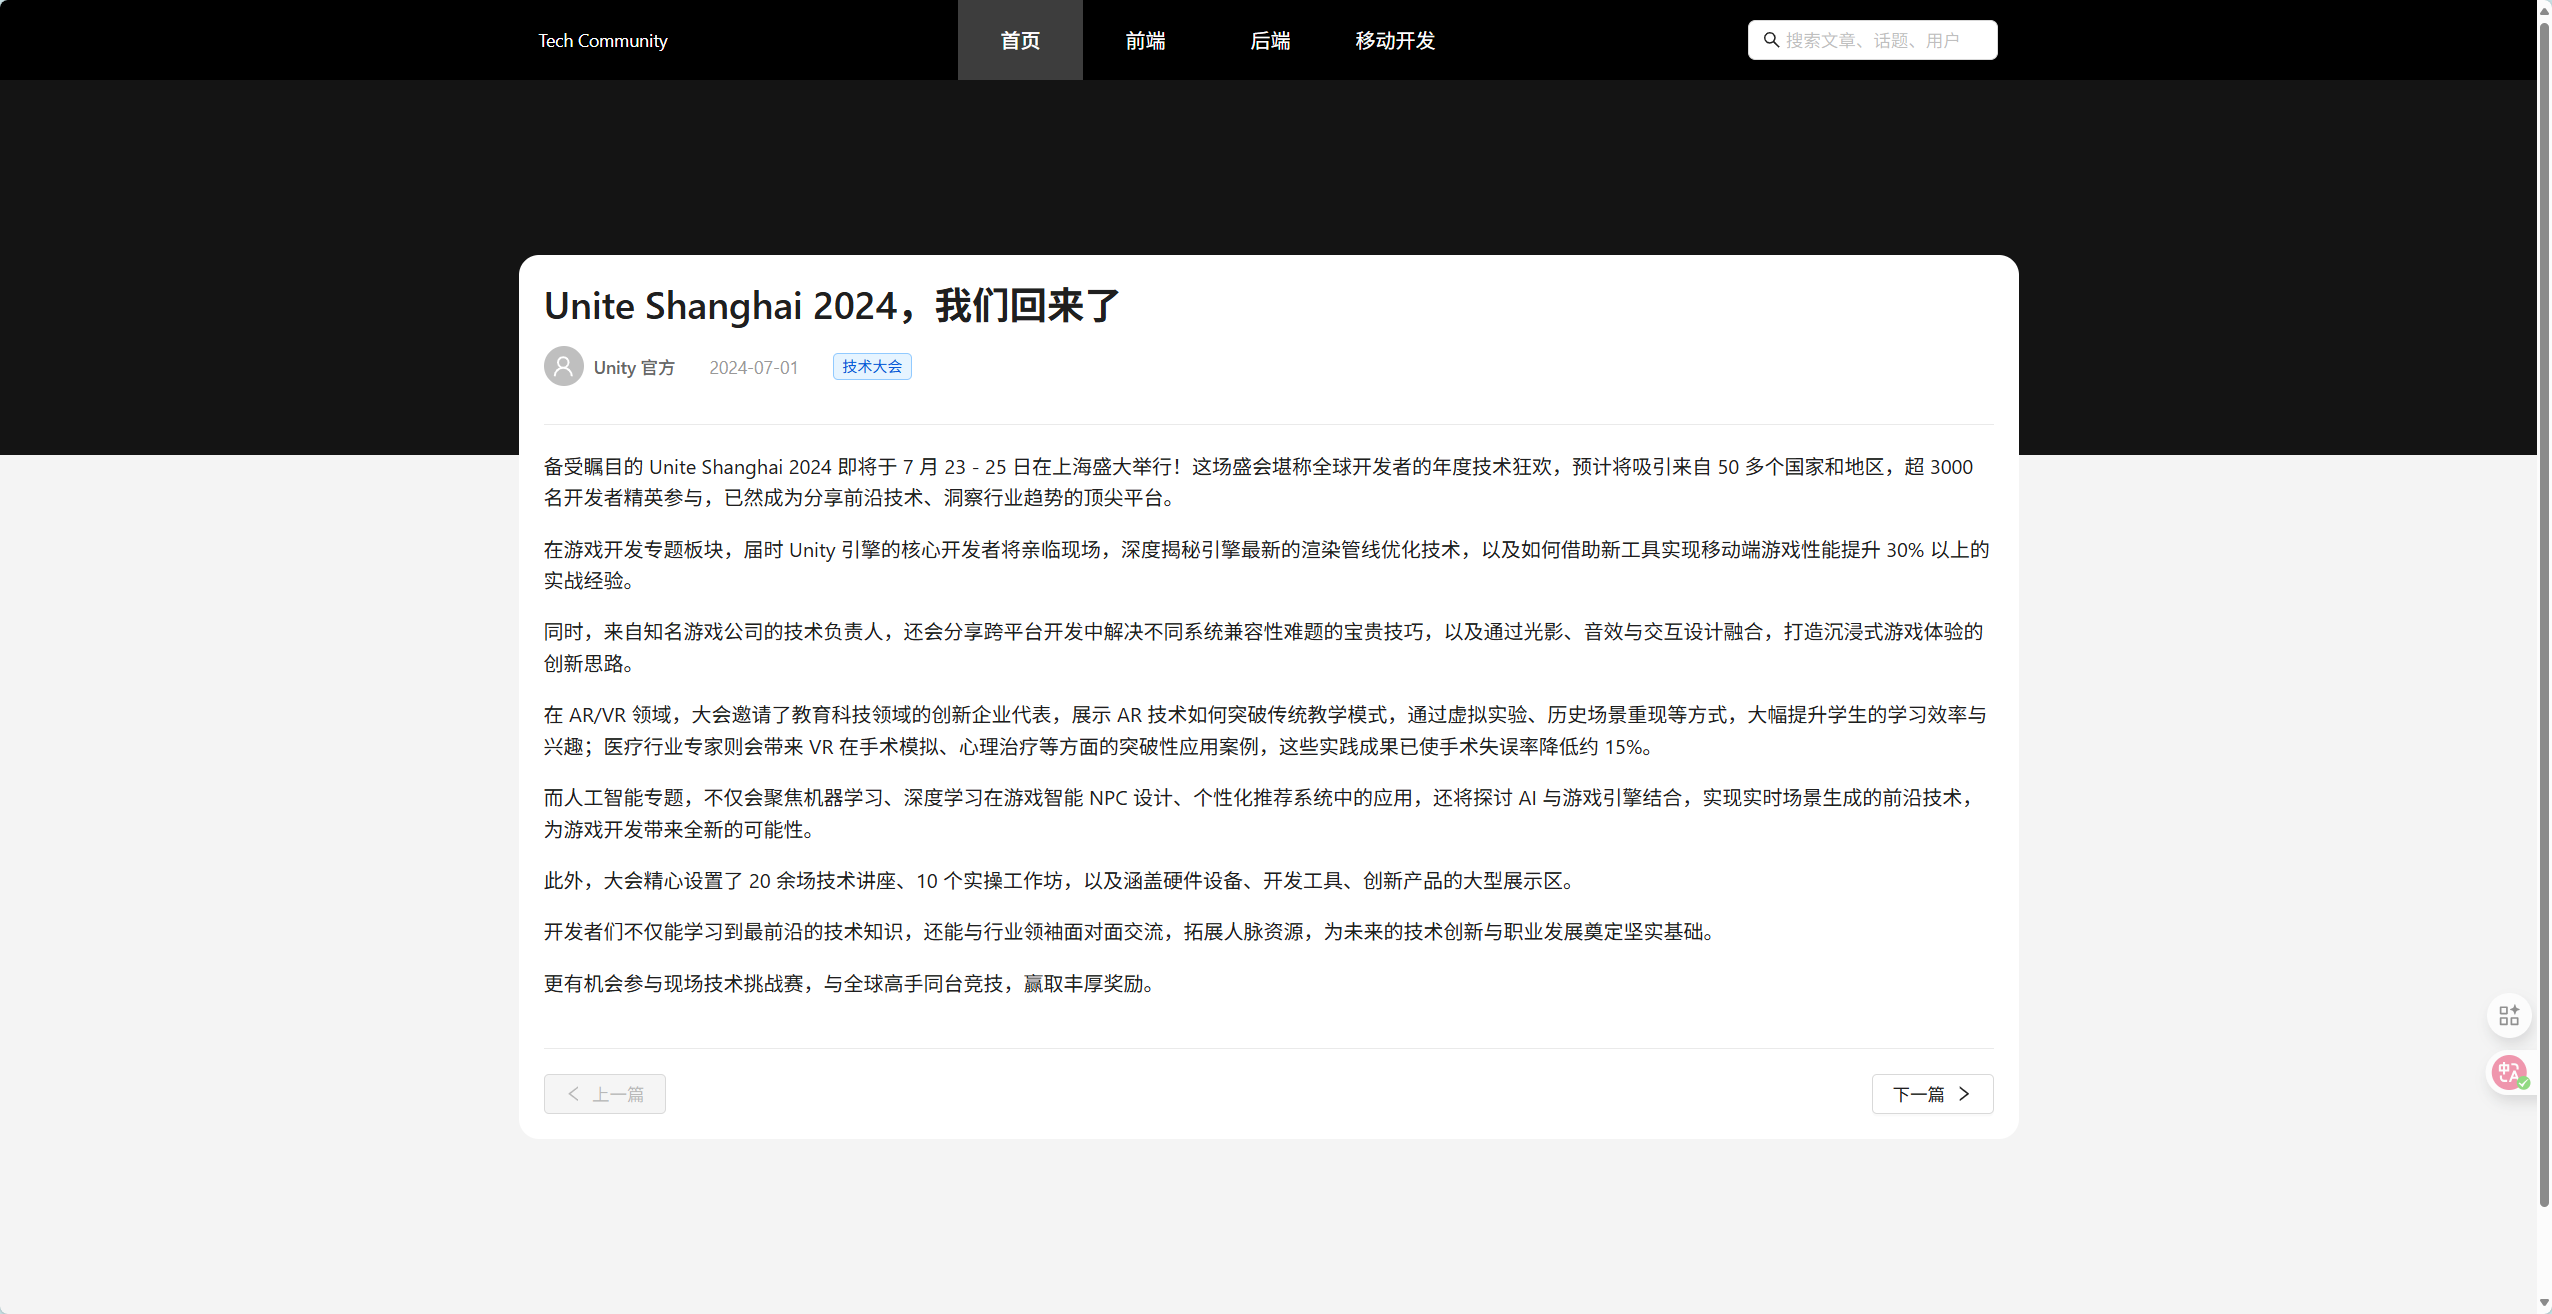 Tech Community
首页
前端
后端
移动开发
搜索文章、话题、用户
Unite Shanghai 2024，我们回来了
Unity 官方
2024-07-01
技术大会
备受瞩目的 Unite Shanghai 2024 即将于 7 月 23 - 25 日在上海盛大举行！这场盛会堪称全球开发者的年度技术狂欢，预计将吸引来自 50 多个国家和地区，超 3000
名开发者精英参与，已然成为分享前沿技术、洞察行业趋势的顶尖平台。
在游戏开发专题板块，届时 Unity 引擎的核心开发者将亲临现场，深度揭秘引擎最新的渲染管线优化技术，以及如何借助新工具实现移动端游戏性能提升 30% 以上的
实战经验。
同时，来自知名游戏公司的技术负责人，还会分享跨平台开发中解决不同系统兼容性难题的宝贵技巧，以及通过光影、音效与交互设计融合，打造沉浸式游戏体验的
创新思路。
在 AR/VR 领域，大会邀请了教育科技领域的创新企业代表，展示 AR 技术如何突破传统教学模式，通过虚拟实验、历史场景重现等方式，大幅提升学生的学习效率与
兴趣；医疗行业专家则会带来 VR 在手术模拟、心理治疗等方面的突破性应用案例，这些实践成果已使手术失误率降低约 15%。
而人工智能专题，不仅会聚焦机器学习、深度学习在游戏智能 NPC 设计、个性化推荐系统中的应用，还将探讨 AI 与游戏引擎结合，实现实时场景生成的前沿技术，
为游戏开发带来全新的可能性。
此外，大会精心设置了 20 余场技术讲座、10 个实操工作坊，以及涵盖硬件设备、开发工具、创新产品的大型展示区。
开发者们不仅能学习到最前沿的技术知识，还能与行业领袖面对面交流，拓展人脉资源，为未来的技术创新与职业发展奠定坚实基础。
更有机会参与现场技术挑战赛，与全球高手同台竞技，赢取丰厚奖励。
上一篇
下一篇
中A